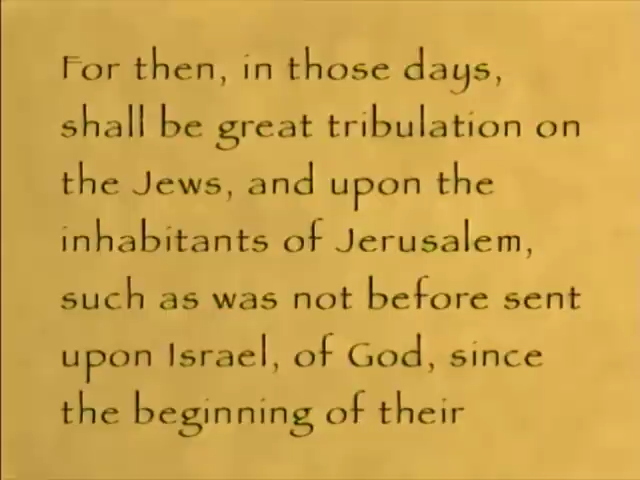 For then, in those days,
shall be great tribulation on
the Jews, and upon the
inhabitants of Jerusalem,
such as was not before sent
upon Israel, of God, since
the beginning of their